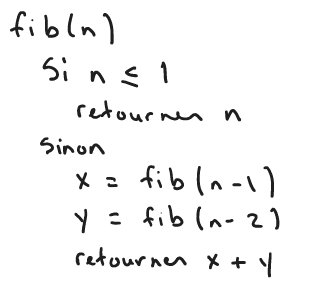 fib(n)
Si n ≤ 1
retourner n
sinon
x = fib(n-1)
y = fib(n-2)
retourner x + y